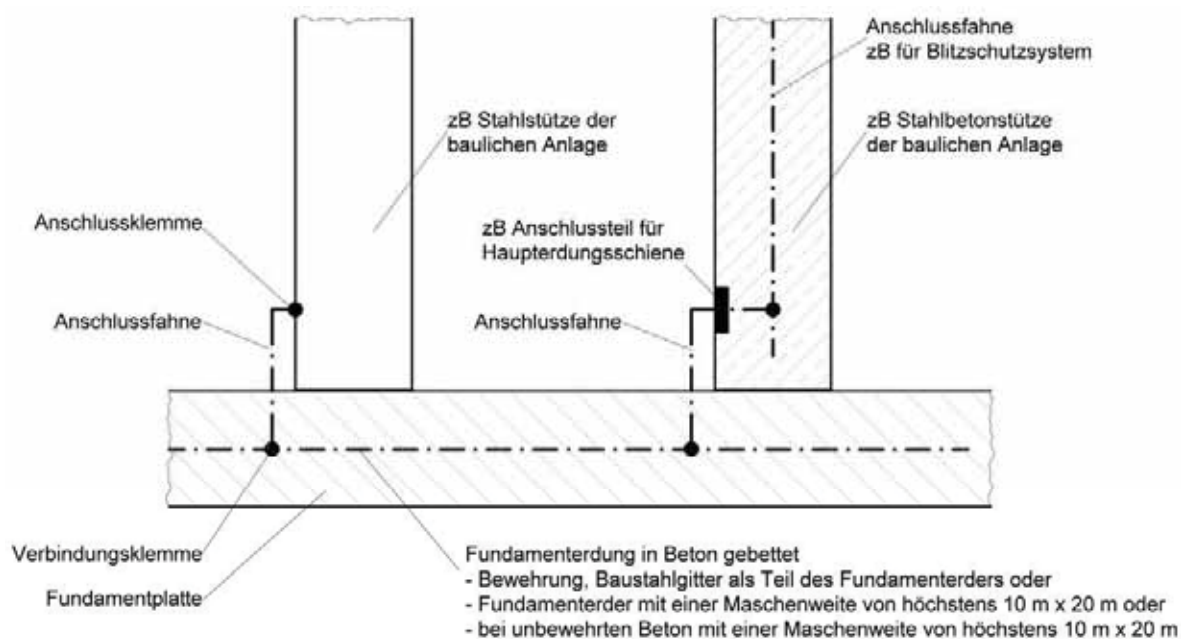 Anschlussfahne
zB für Blitzschutzsystem
zB Stahlstütze der
baulichen Anlage
zB Stahlbetonstütze
der baulichen Anlage
Anschlussklemme
zB Anschlussteil für
Haupterdungsschiene
Anschlussfahne
Anschlussfahne
Verbindungsklemme
Fundamentplatte
Fundamenterdung in Beton gebettet
- Bewehrung, Baustahlgitter als Teil des Fundamenterders oder
- Fundamenterder mit einer Maschenweite von höchstens 10 m x 20 m oder
- bei unbewehrten Beton mit einer Maschenweite von höchstens 10 m x 20 m